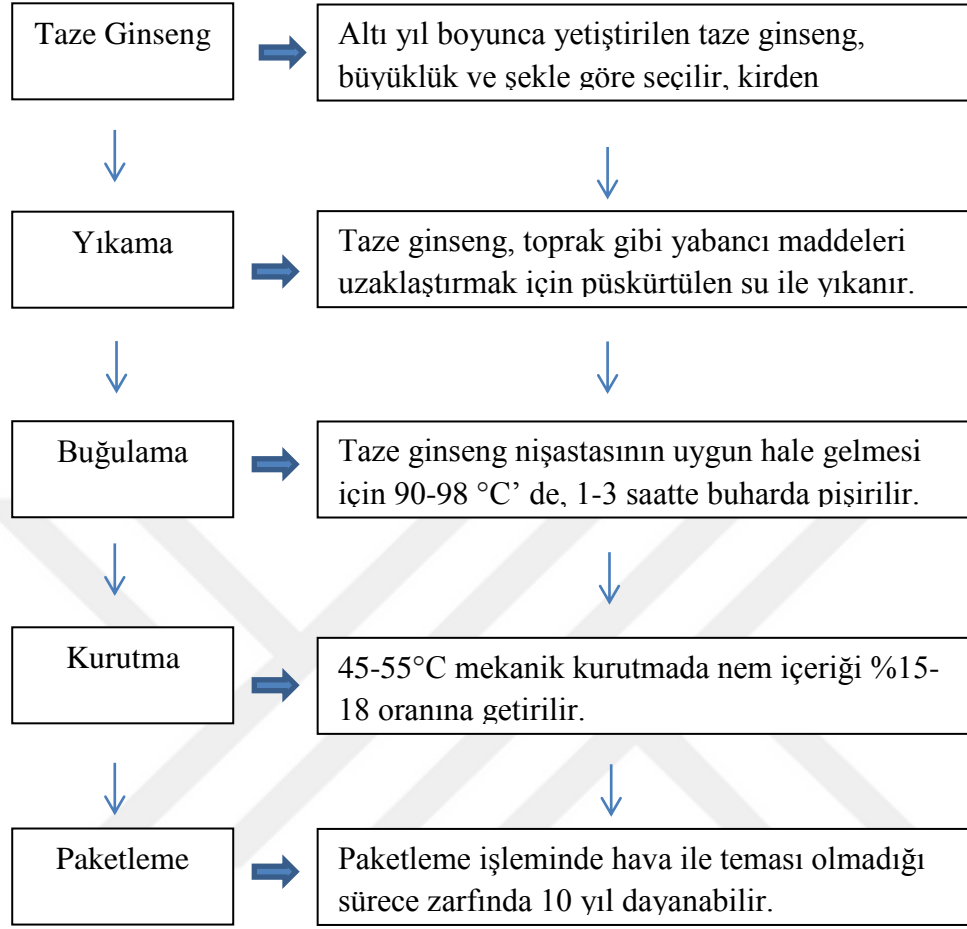 Taze Ginseng
Altı yıl boyunca yetiştirilen taze ginseng,
büyüklük ve şekle göre seçilir, kirden
Yıkama
Taze ginseng, toprak gibi yabancı maddeleri
uzaklaştırmak için püskürtülen su ile yıkanır.
Buğulama
Taze ginseng nişastasının uygun hale gelmesi
için 90-98 °C’ de, 1-3 saatte buharda pişirilir.
Kurutma
45-55°C mekanik kurutmada nem içeriği %15-
18 oranına getirilir.
Paketleme
Paketleme işleminde hava ile teması olmadığı
sürece zarfında 10 yıl dayanabilir.